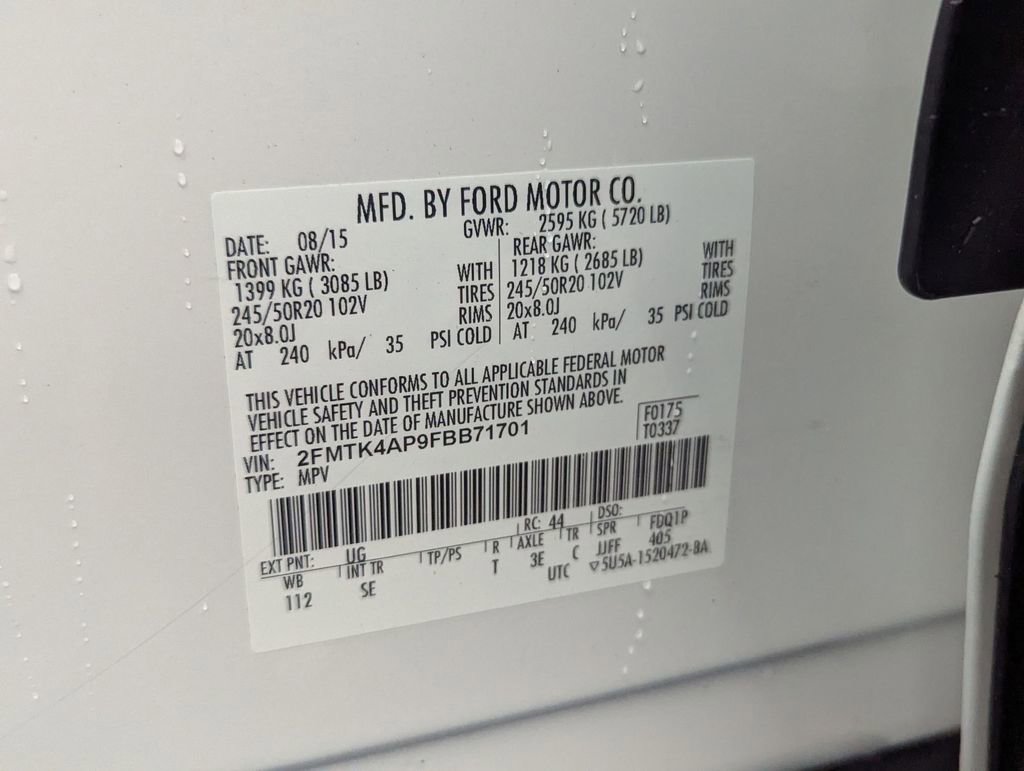 MFD. BY FORD MOTOR CO.
DATE: 08/15 GVWR: 2595 KG ( 5720 LB)
FRONT GAWR: WITH
1399 KG ( 3085 LB) TIRES
245/50R20 102V RIMS
20x8.0J
AT 240 kPa/ 35 PSI COLD
REAR GAWR: WITH
1218 KG ( 2685 LB) TIRES
245/50R20 102V RIMS
20x8.0J
AT 240 kPa/ 35 PSI COLD
THIS VEHICLE CONFORMS TO ALL APPLICABLE FEDERAL MOTOR
VEHICLE SAFETY AND THEFT PREVENTION STANDARDS IN
EFFECT ON THE DATE OF MANUFACTURE SHOWN ABOVE.
VIN: 2FMTK4AP9FBB71701
TYPE: MPV
F0175
T0337
EXT PNT: UG RC: 44 DSO: FDQ1P
WB INT TR TP/PS R AXLE TR SPR 405
112 SE T 3E C JJFF
UTC ▽5U5A-1520472-BA